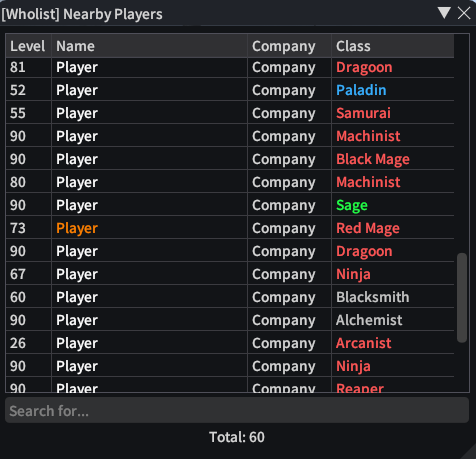 [Wholist] Nearby Players
Level Name Company Class
81 Player Company Dragoon
52 Player Company Paladin
55 Player Company Samurai
90 Player Company Machinist
90 Player Company Black Mage
80 Player Company Machinist
90 Player Company Sage
73 Player Company Red Mage
90 Player Company Dragoon
67 Player Company Ninja
60 Player Company Blacksmith
90 Player Company Alchemist
26 Player Company Arcanist
90 Player Company Ninja
90 Player Company Reaper
Search for...
Total: 60